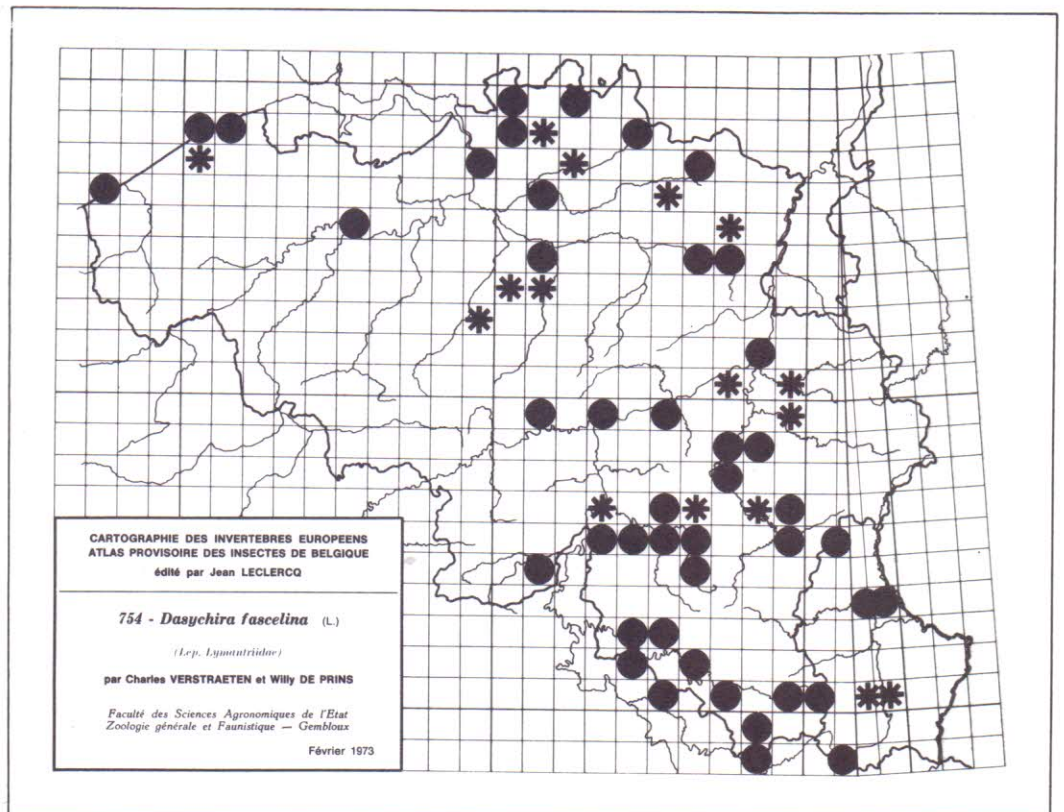 CARTOGRAPHIE DES INVERTEBRES EUROPEENS
ATLAS PROVISOIRE DES INSECTES DE BELGIQUE
édité par Jean LECLERCQ
754 - Dasychira fascelina (L.)
(Lep. Lymantriidae)
par Charles VERSTRAETEN et Willy DE PRINS
Faculté des Sciences Agronomiques de l'Etat
Zoologie générale et Faunistique — Gembloux
Février 1973